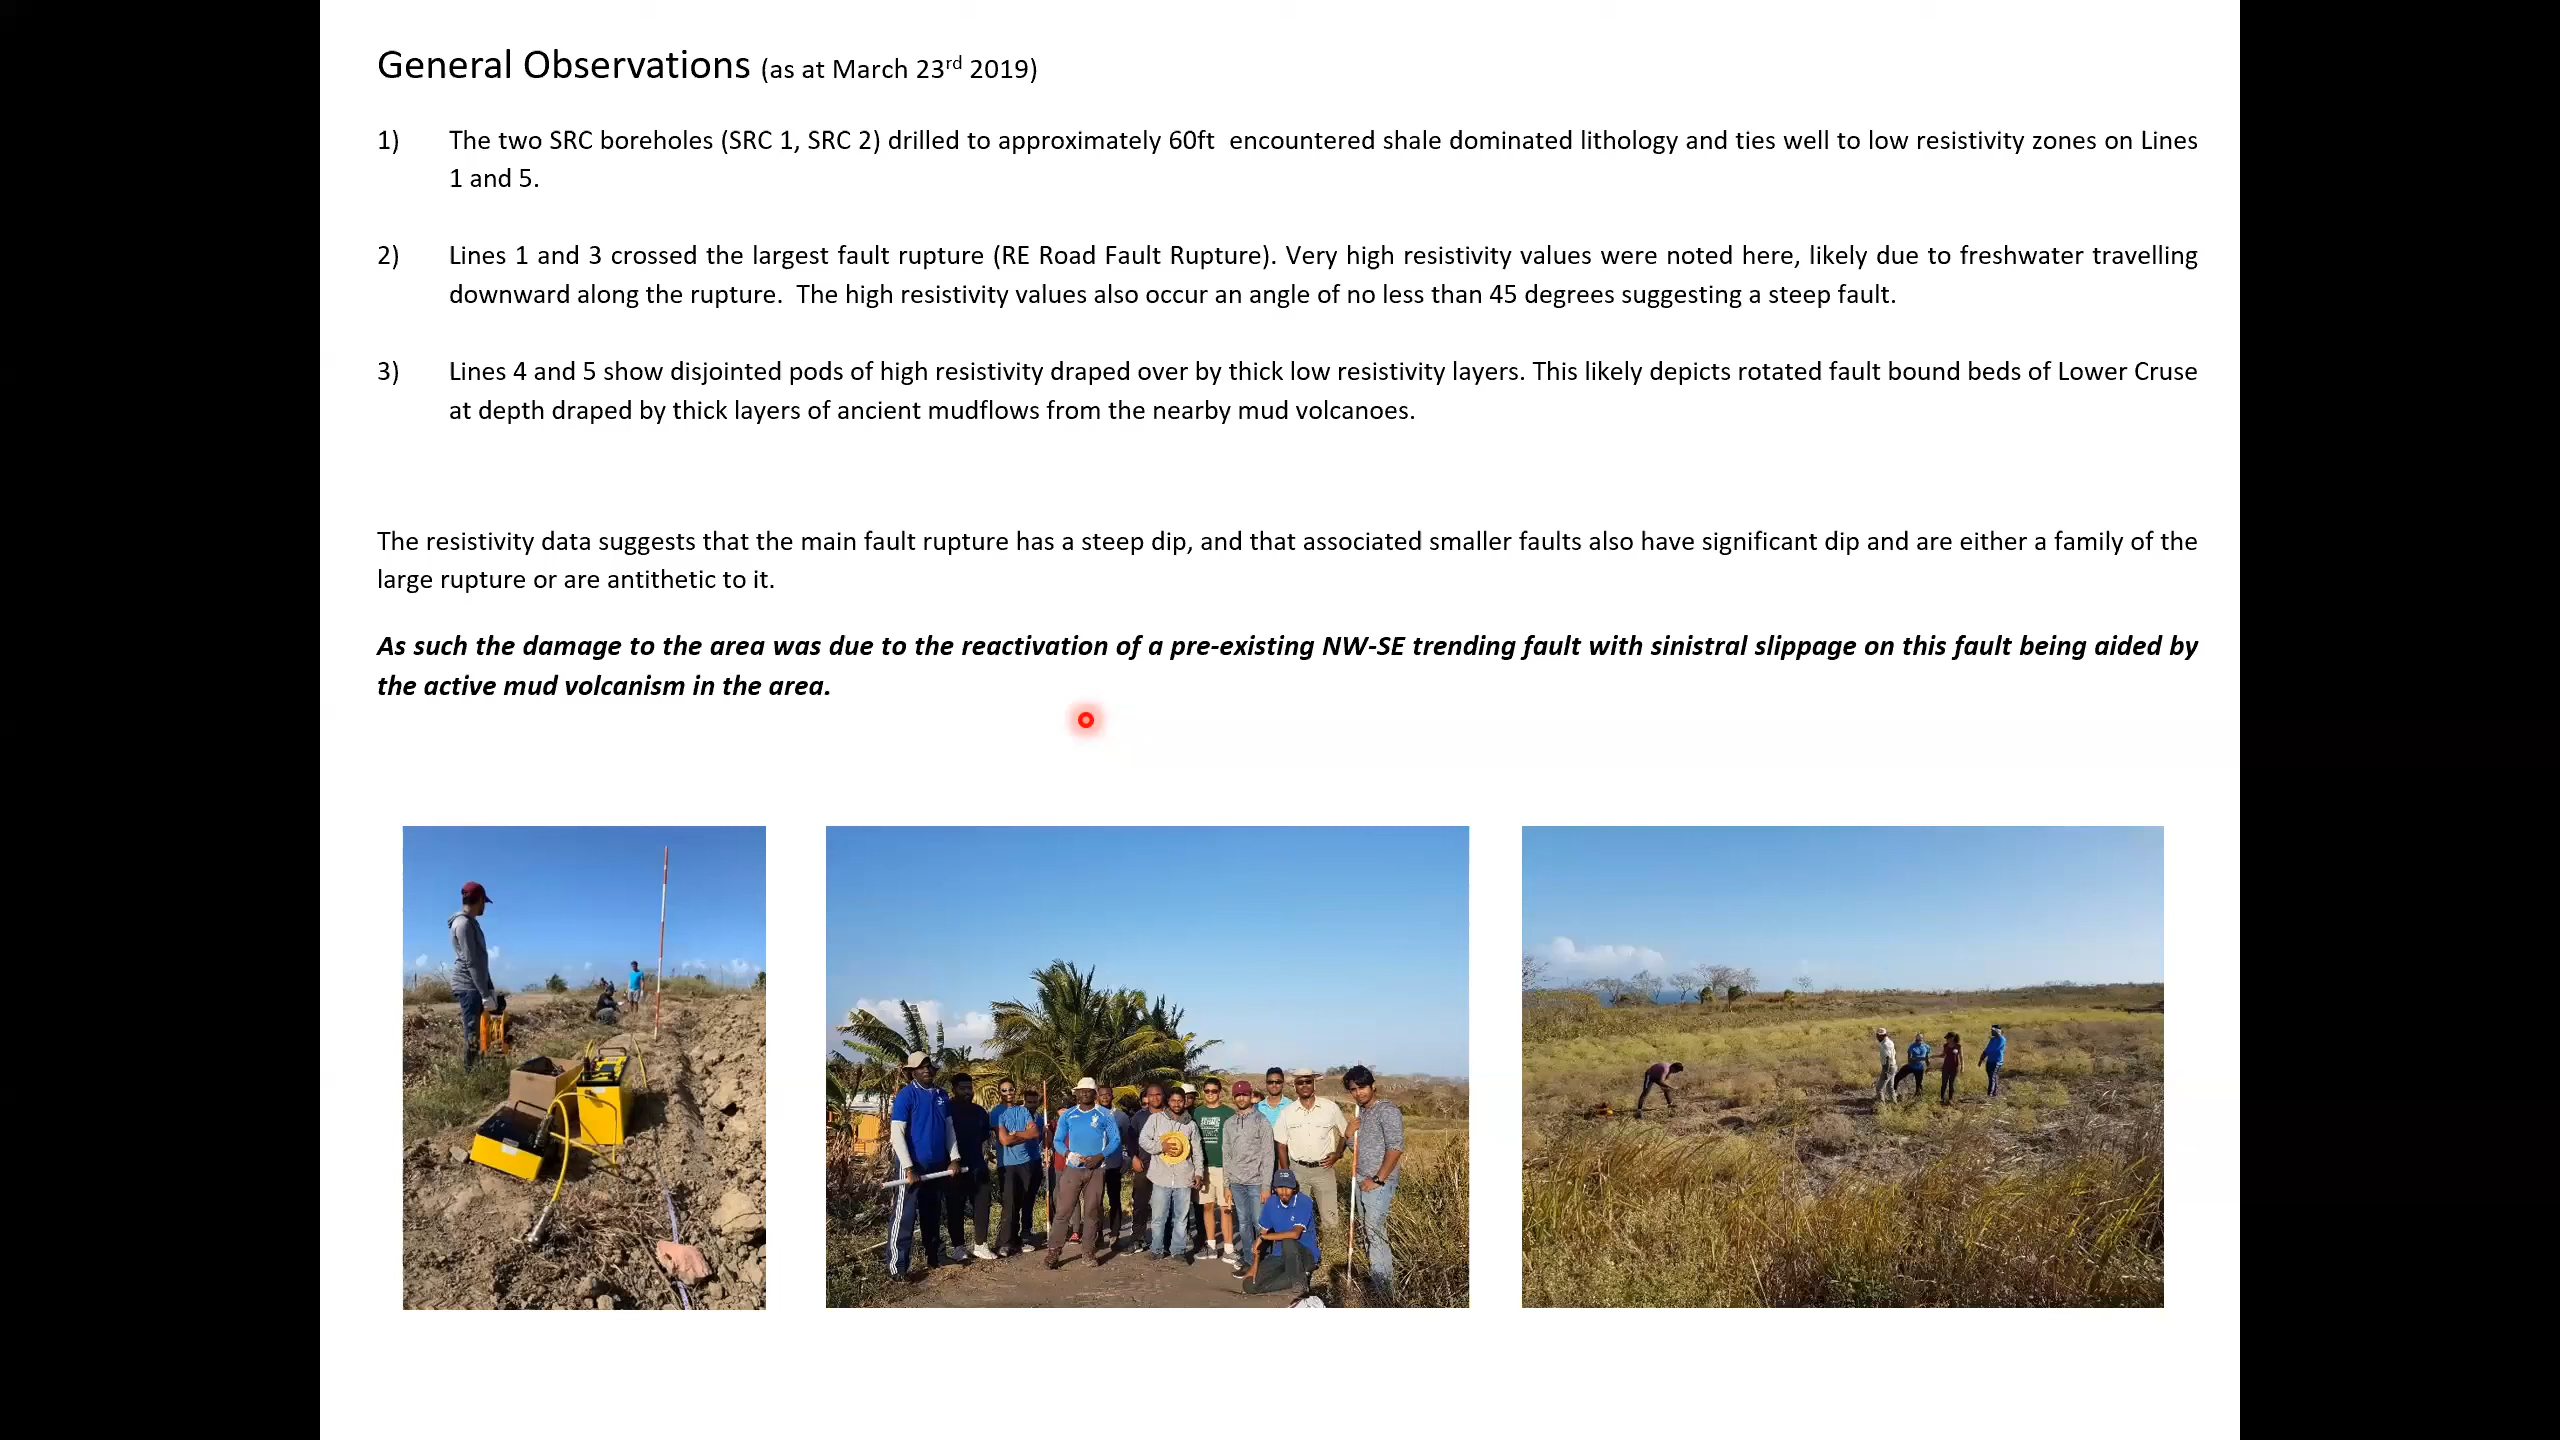 General Observations (as at March 23rd 2019)
1) The two SRC boreholes (SRC 1, SRC 2) drilled to approximately 60ft encountered shale dominated lithology and ties well to low resistivity zones on Lines
1 and 5.
2) Lines 1 and 3 crossed the largest fault rupture (RE Road Fault Rupture). Very high resistivity values were noted here, likely due to freshwater travelling
downward along the rupture. The high resistivity values also occur an angle of no less than 45 degrees suggesting a steep fault.
3) Lines 4 and 5 show disjointed pods of high resistivity draped over by thick low resistivity layers. This likely depicts rotated fault bound beds of Lower Cruse
at depth draped by thick layers of ancient mudflows from the nearby mud volcanoes.
The resistivity data suggests that the main fault rupture has a steep dip, and that associated smaller faults also have significant dip and are either a family of the
large rupture or are antithetic to it.
As such the damage to the area was due to the reactivation of a pre-existing NW-SE trending fault with sinistral slippage on this fault being aided by
the active mud volcanism in the area.